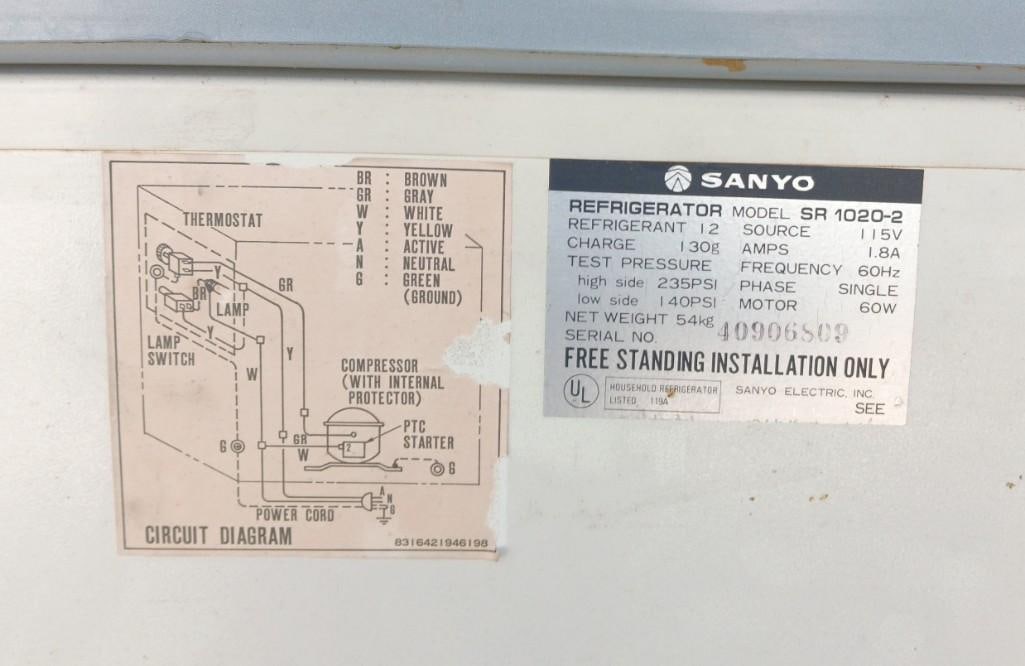 BR : BROWN
GR : GRAY
W : WHITE
Y : YELLOW
A : ACTIVE
N : NEUTRAL
G : GREEN
(GROUND)
THERMOSTAT
Y
GR
BR
LAMP
Y
LAMP
SWITCH
W
Y
COMPRESSOR
(WITH INTERNAL
PROTECTOR)
PTC
STARTER
G
GR
2
W
G
A
N
G
POWER CORD
CIRCUIT DIAGRAM
8316421946198
SANYO
REFRIGERATOR MODEL SR 1020-2
REFRIGERANT 12 SOURCE 115V
CHARGE 130g AMPS 1.8A
TEST PRESSURE FREQUENCY 60Hz
high side 235PSI PHASE SINGLE
low side 140PSI MOTOR 60W
NET WEIGHT 54kg
SERIAL NO. 40906809
FREE STANDING INSTALLATION ONLY
UL HOUSEHOLD REFRIGERATOR SANYO ELECTRIC, INC.
LISTED 119A SEE